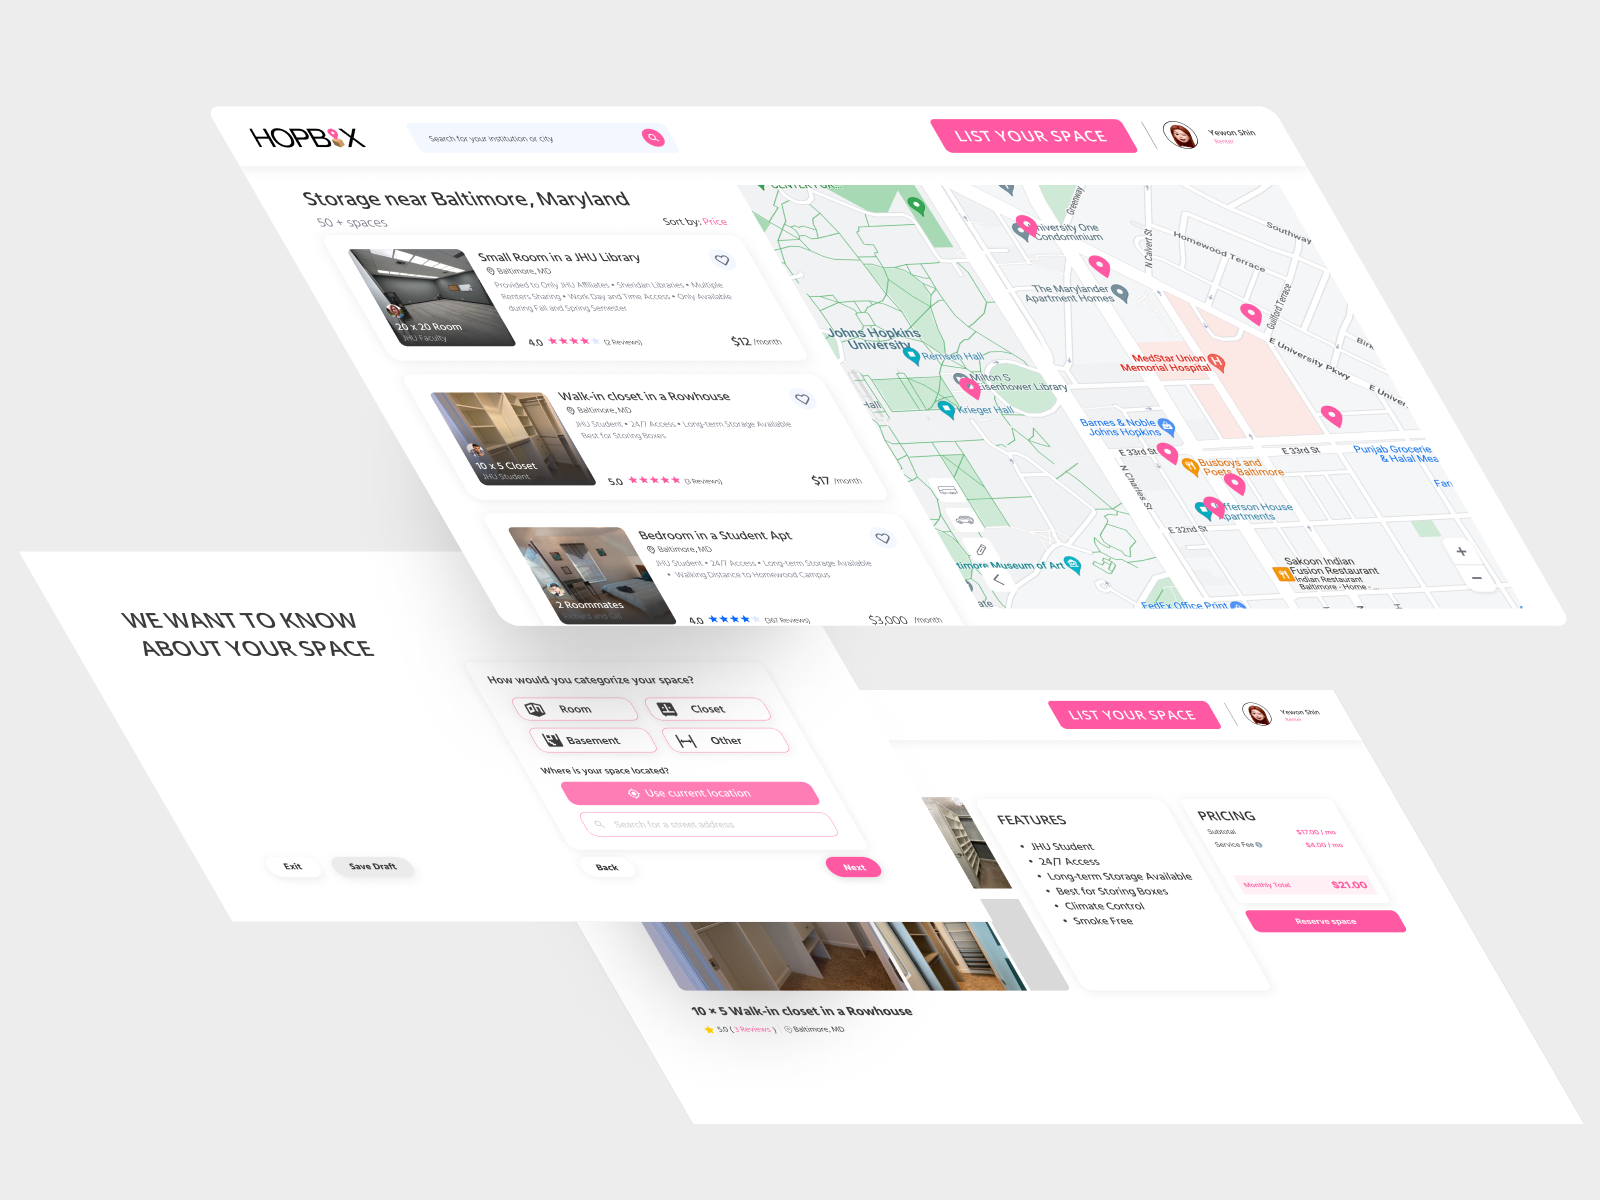 HOPBOX
Search for your institution or city
LIST YOUR SPACE
Yewon Shin
Renter
Storage near Baltimore, Maryland
50 + spaces
Sort by: Price
Small Room in a JHU Library
Baltimore, MD
Provided to Only JHU Affiliates • Sheridan Libraries • Multiple
Renters Sharing • Work Day and Time Access • Only Available
during Fall and Spring Semester
20 x 20 Room
JHU Faculty
4.0
(2 Reviews)
$12 /month
Walk-in closet in a Rowhouse
Baltimore, MD
JHU Student • 24/7 Access • Long-term Storage Available
Best for Storing Boxes
10 x 5 Closet
JHU Student
5.0
(3 Reviews)
$17 /month
Bedroom in a Student Apt
Baltimore, MD
JHU Student • 24/7 Access • Long-term Storage Available
• Walking Distance to Homewood Campus
2 Roommates
4.0
(367 Reviews)
$3,000 /month
Greenway
University One
Condominium
N Calvert St
Homewood Terrace
Southway
The Marylander
Apartment Homes
Guilford Terrace
Johns Hopkins
University
Remsen Hall
E University Pkwy
MedStar Union
Memorial Hospital
Milton S
Eisenhower Library
Krieger Hall
Hall
E Univer
Barnes & Noble
Johns Hopkins
E 33rd St
E 33rd St
Punjab Grocerie
& Halal Mea
Busboys and
Poets, Baltimore
N Charles St
Jefferson House
Apartments
E 32nd St
timore Museum of Art
Sakoon Indian
Fusion Restaurant
Indian Restaurant
Baltimore - Home - ...
FedEx Office Print
WE WANT TO KNOW
ABOUT YOUR SPACE
How would you categorize your space?
Room
Closet
Basement
Other
Where is your space located?
Use current location
Search for a street address
Exit
Save Draft
Back
Next
LIST YOUR SPACE
Yewon Shin
Renter
FEATURES
• JHU Student
• 24/7 Access
• Long-term Storage Available
• Best for Storing Boxes
• Climate Control
• Smoke Free
PRICING
Subtotal
$17.00 / mo
Service Fee
$4.00 / mo
Monthly Total
$21.00
Reserve space
10 × 5 Walk-in closet in a Rowhouse
5.0 ( 3 Reviews )
Baltimore, MD